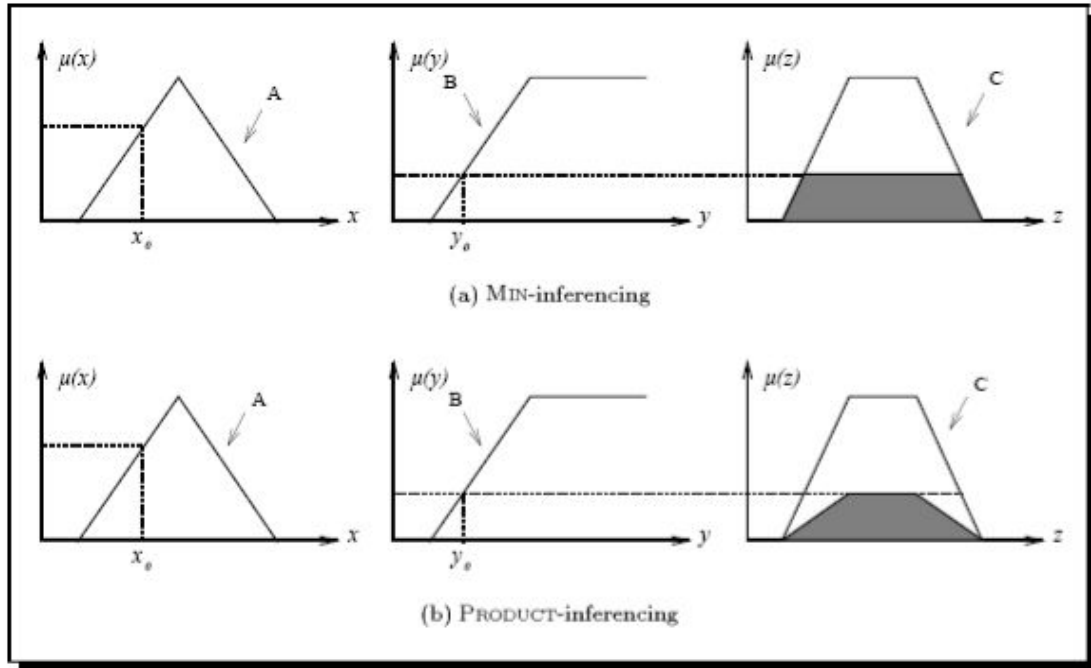 μ(x) μ(y) μ(z)
A B C
x y z
x₀ y₀
(a) MIN-inferencing
μ(x) μ(y) μ(z)
A B C
x y z
x₀ y₀
(b) PRODUCT-inferencing